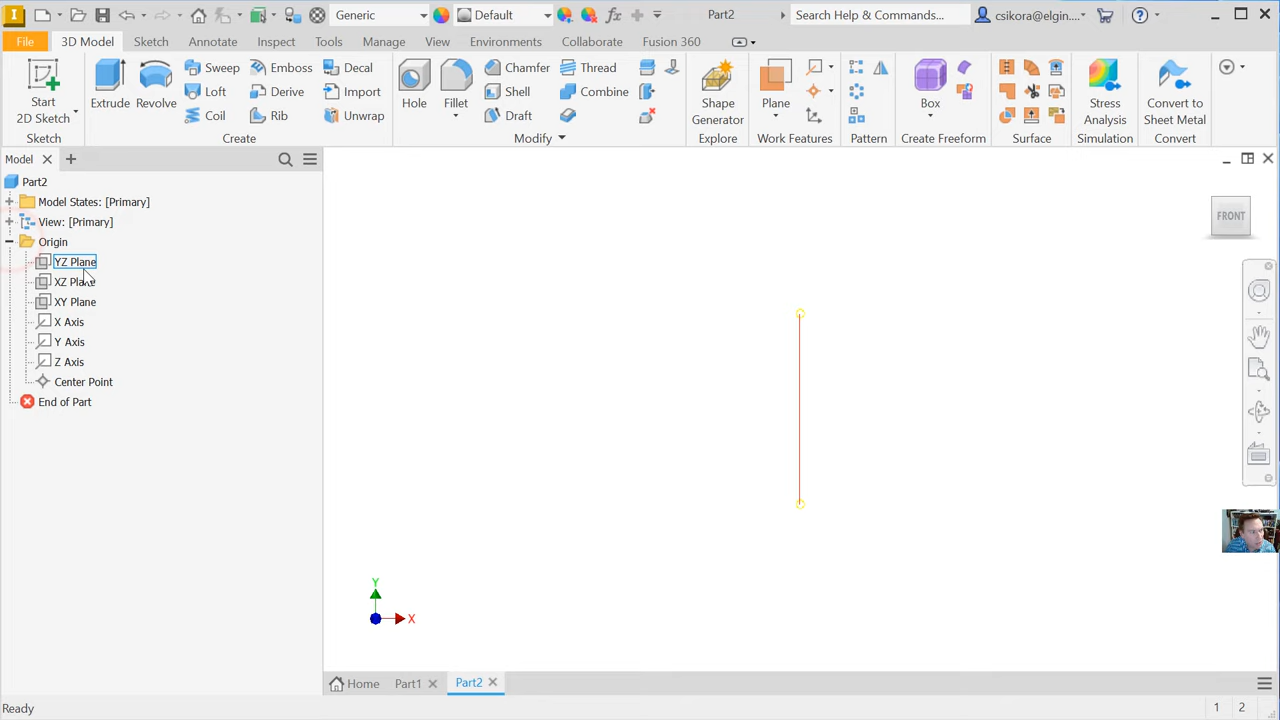 Generic
Default
Part2
Search Help & Commands...
csikora@elgin....
File
3D Model
Sketch
Annotate
Inspect
Tools
Manage
View
Environments
Collaborate
Fusion 360
Start
2D Sketch
Sketch
Extrude
Revolve
Sweep
Emboss
Decal
Loft
Derive
Import
Coil
Rib
Unwrap
Create
Hole
Fillet
Chamfer
Thread
Shell
Combine
Draft
Modify
Shape
Generator
Explore
Plane
Work Features
Pattern
Box
Create Freeform
Surface
Stress
Analysis
Simulation
Convert to
Sheet Metal
Convert
Model
Part2
Model States: [Primary]
View: [Primary]
Origin
YZ Plane
XZ Plane
XY Plane
X Axis
Y Axis
Z Axis
Center Point
End of Part
FRONT
Y
X
Home
Part1
Part2
Ready
1 2